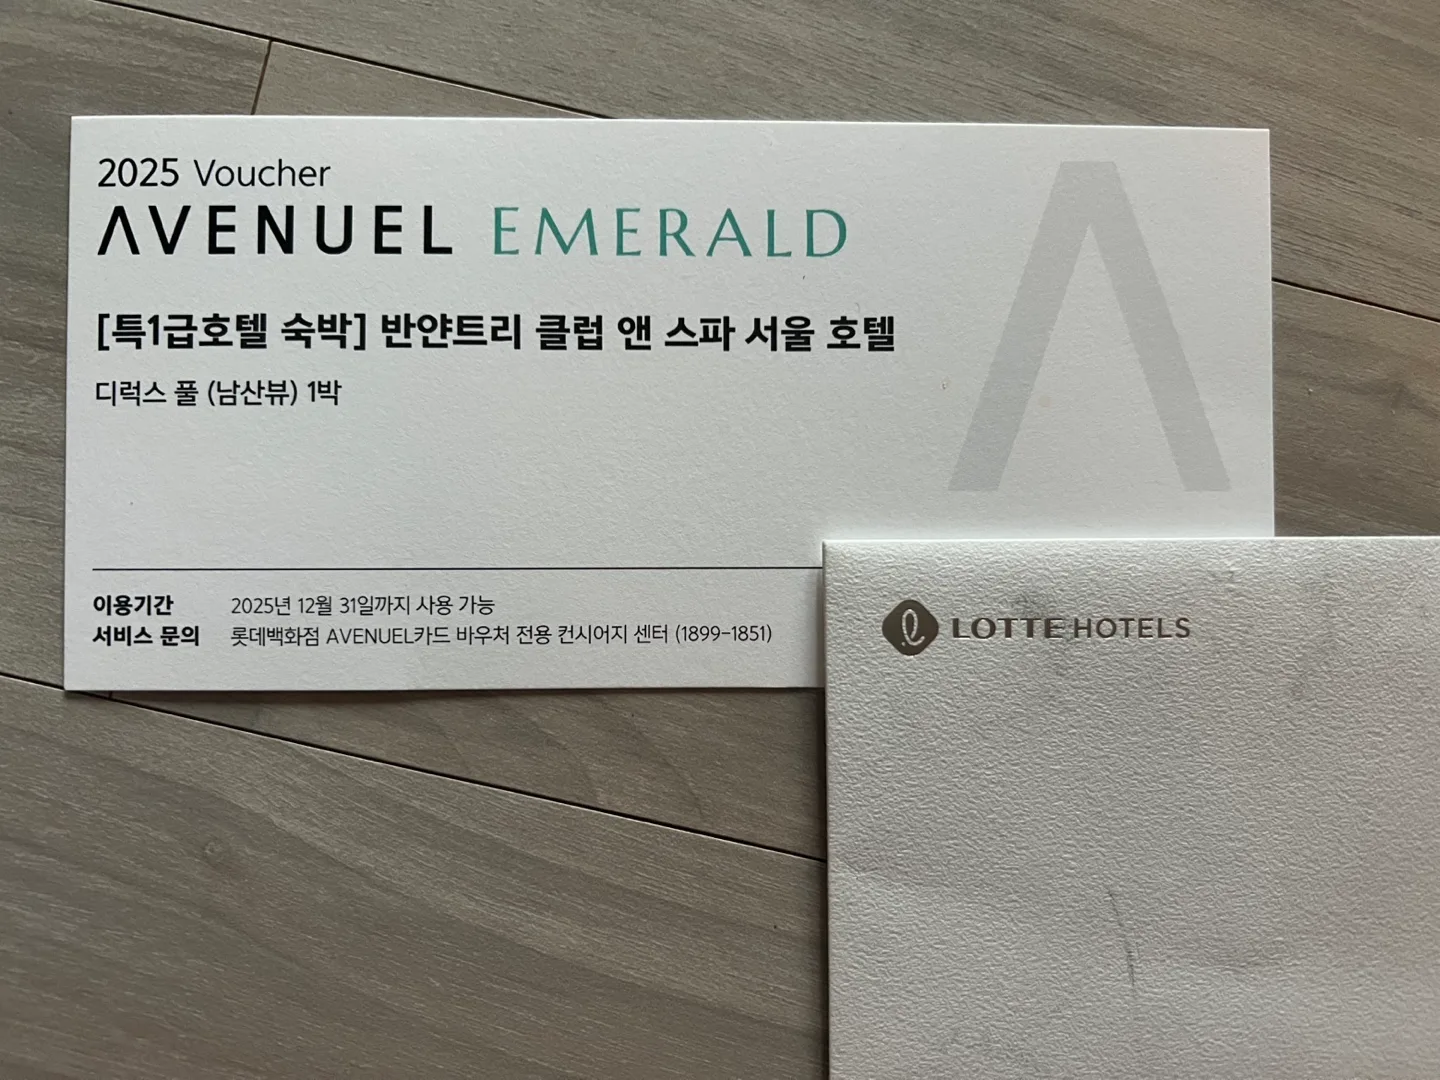 2025 Voucher
AVENUEL EMERALD
[특1급호텔 숙박] 반얀트리 클럽 앤 스파 서울 호텔
디럭스 풀 (남산뷰) 1박
이용기간 2025년 12월 31일까지 사용 가능
서비스 문의 롯데백화점 AVENUEL카드 바우처 전용 컨시어지 센터 (1899-1851)
LOTTE HOTELS